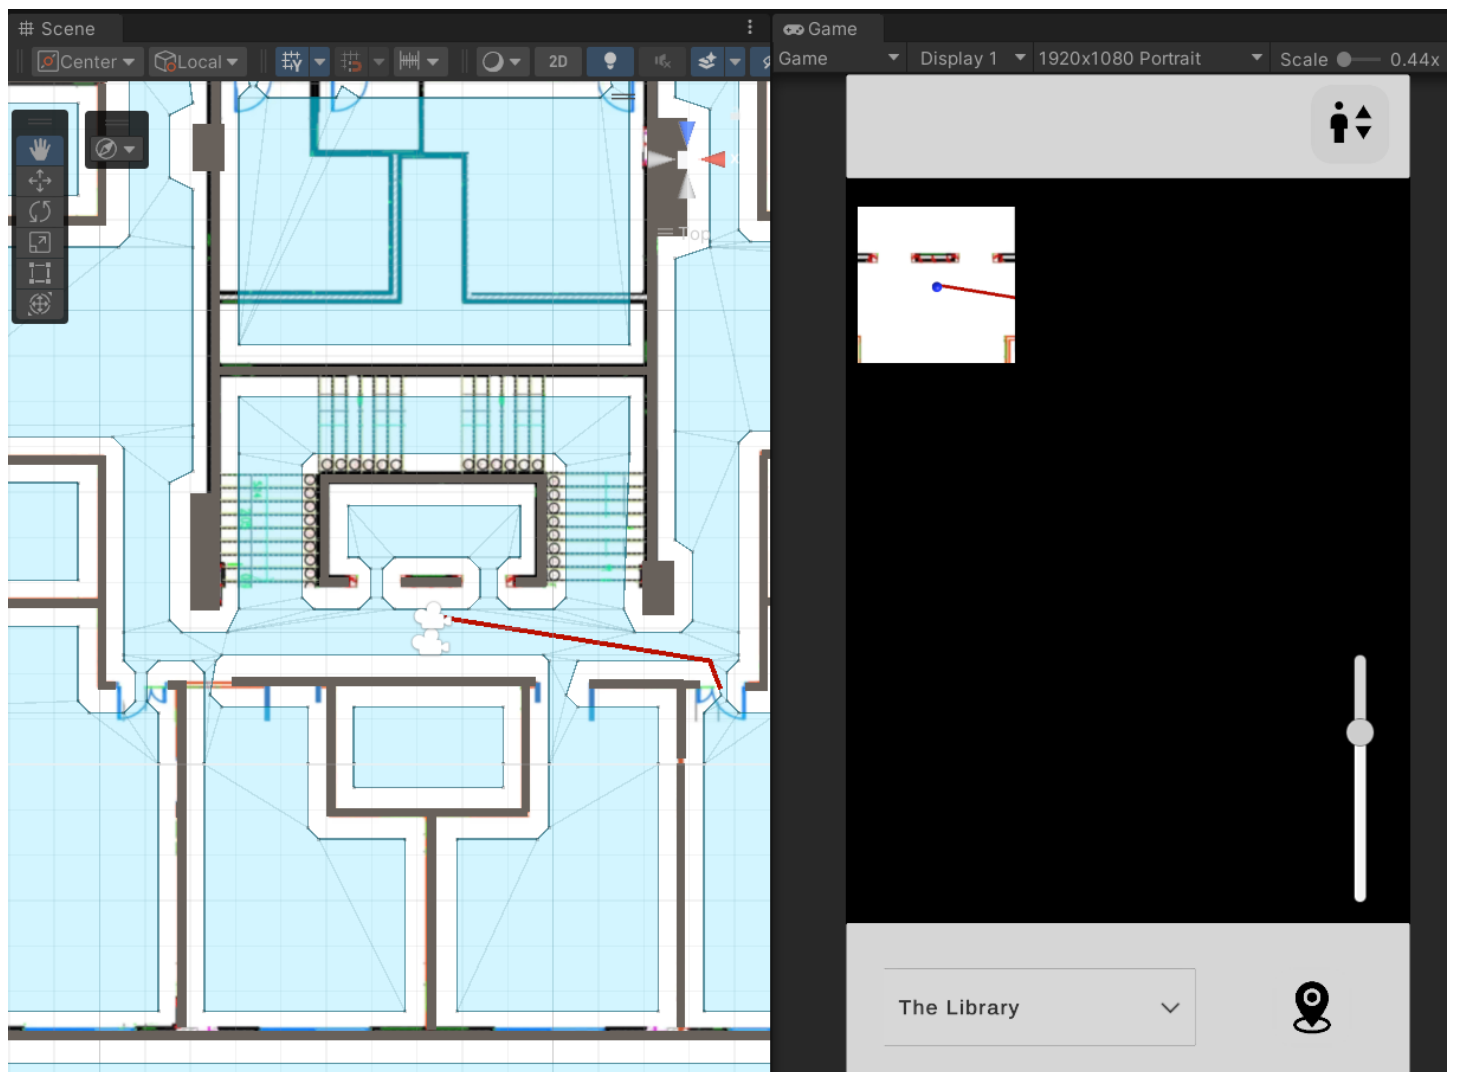 Scene
Game
Center
Local
2D
Game
Display 1
1920x1080 Portrait
Scale
0.44x
x
Top
The Library